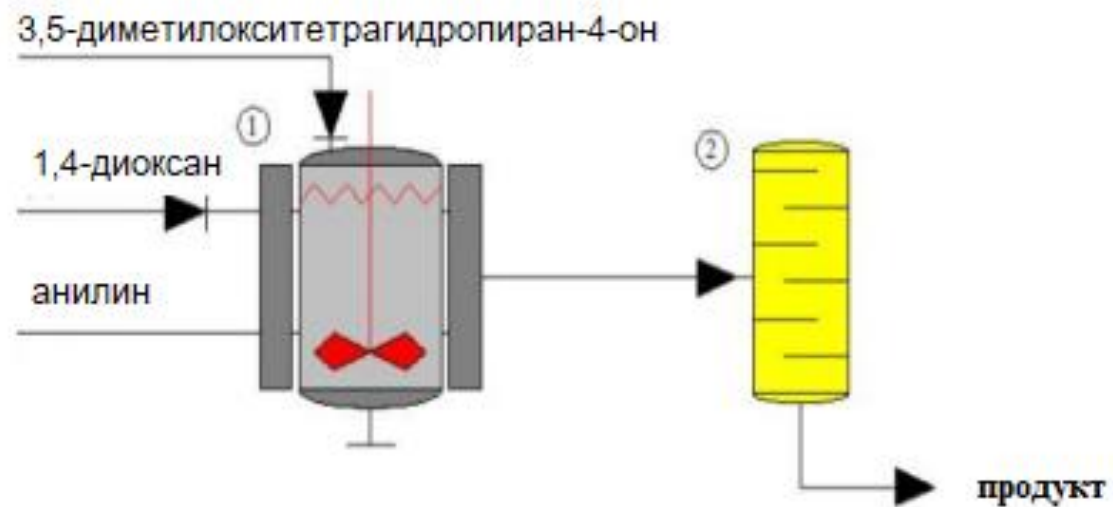 3,5-диметилокситетрагидропиран-4-он
1
1,4-диоксан
2
анилин
продукт